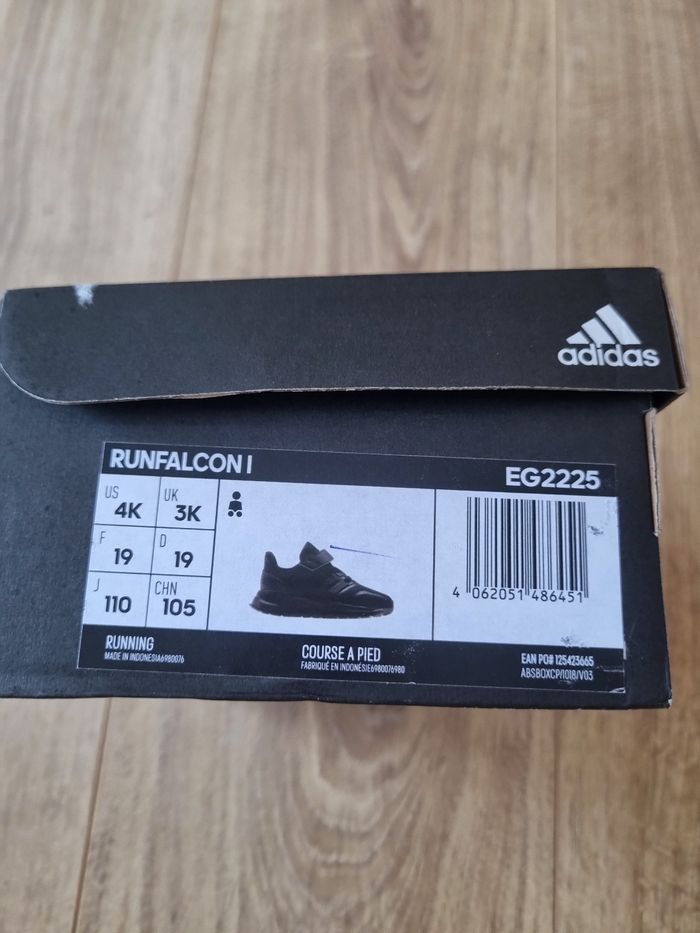 adidas
RUNFALCON I EG2225
US 4K UK 3K
F 19 D 19
J 110 CHN 105
4 062051 486451
RUNNING
MADE IN INDONESIA6980076
COURSE A PIED
FABRIQUÉ EN INDONÉSIE6980076980
EAN PO# 125423665
ABSBOXCP/1018/V03